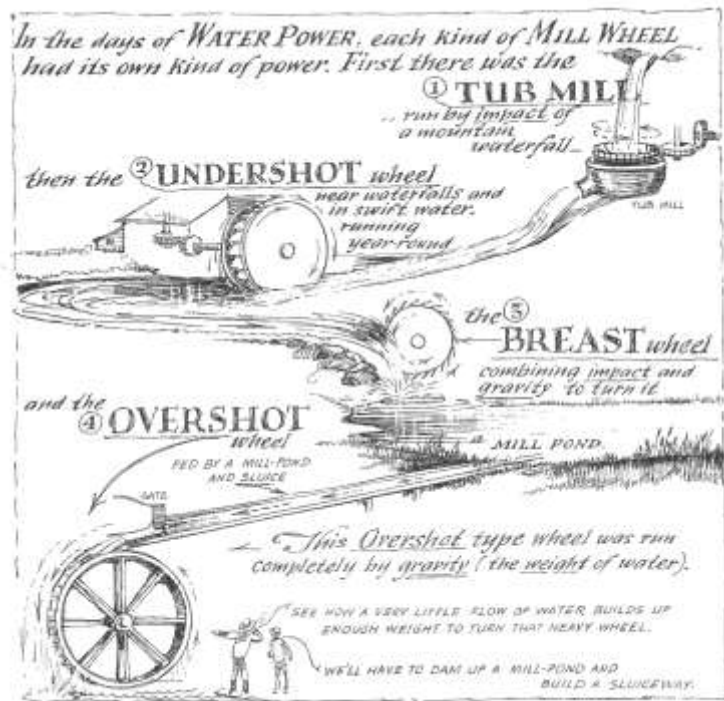 In the days of WATER POWER, each kind of MILL WHEEL
had its own kind of power. First there was the
① TUB MILL
.. run by impact of
a mountain
waterfall_
TUB MILL
then the ② UNDERSHOT wheel
near waterfalls and
in swift water,
running
year-round
the ③
BREAST wheel
combining impact and
gravity to turn it
and the
④ OVERSHOT
wheel
FED BY A MILL-POND
AND SLUICE
a MILL POND
GATE
This Overshot type wheel was run
completely by gravity (the weight of water).
SEE HOW A VERY LITTLE FLOW OF WATER BUILDS UP
ENOUGH WEIGHT TO TURN THAT HEAVY WHEEL.
WE'LL HAVE TO DAM UP A MILL-POND AND
BUILD A SLUICEWAY.